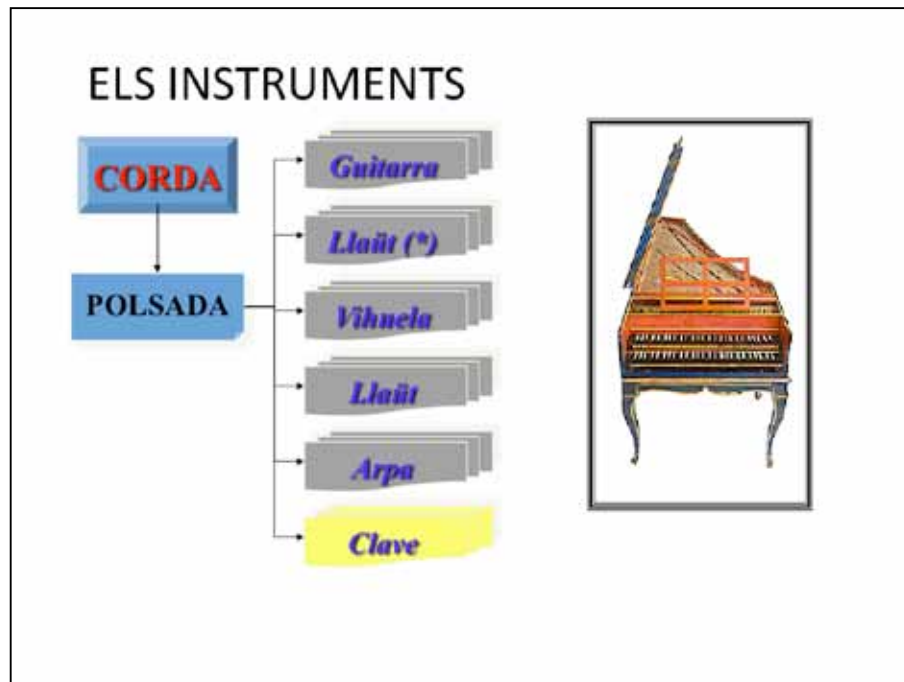 ELS INSTRUMENTS
CORDA
POLSADA
Guitarra
Llaüt (*)
Vihuela
Llaüt
Arpa
Clave